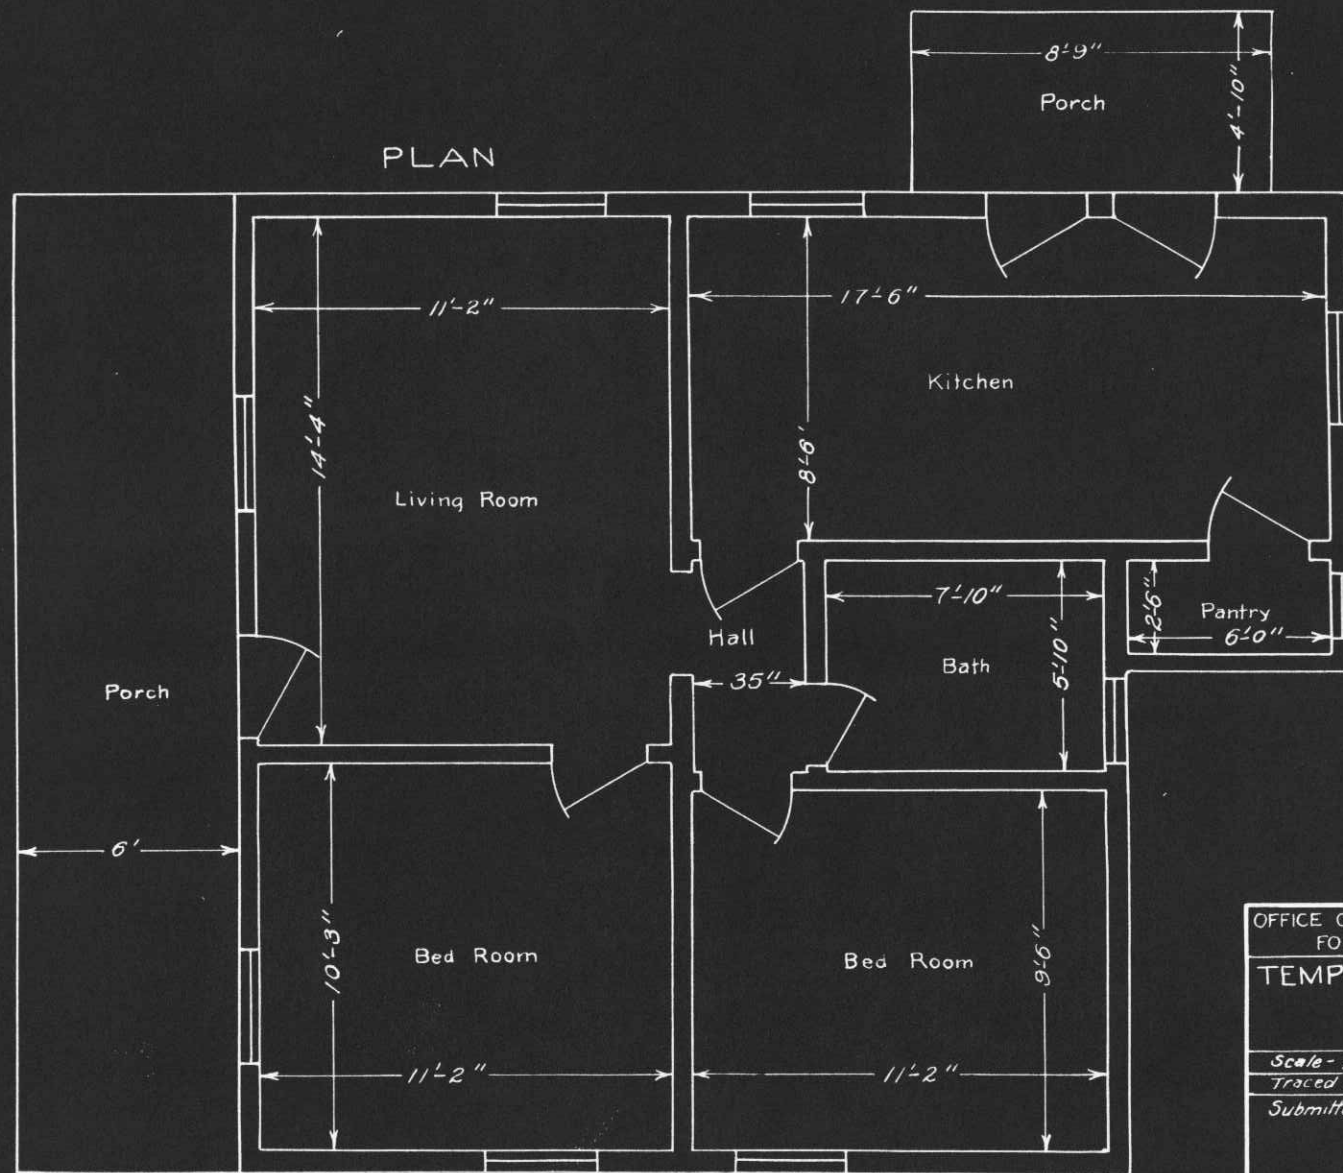 8'-9"
Porch
4'-10"
PLAN
11'-2"
17'-6"
14'-4"
8'-6'
Kitchen
Living Room
Hall
35"
7'-10"
5'-10"
Bath
2'-6"
Pantry
6'-0"
Porch
6'
10'-3"
Bed Room
11'-2"
Bed Room
9'-6"
11'-2"
OFFICE
FO
TEMP
Scale-
Traced